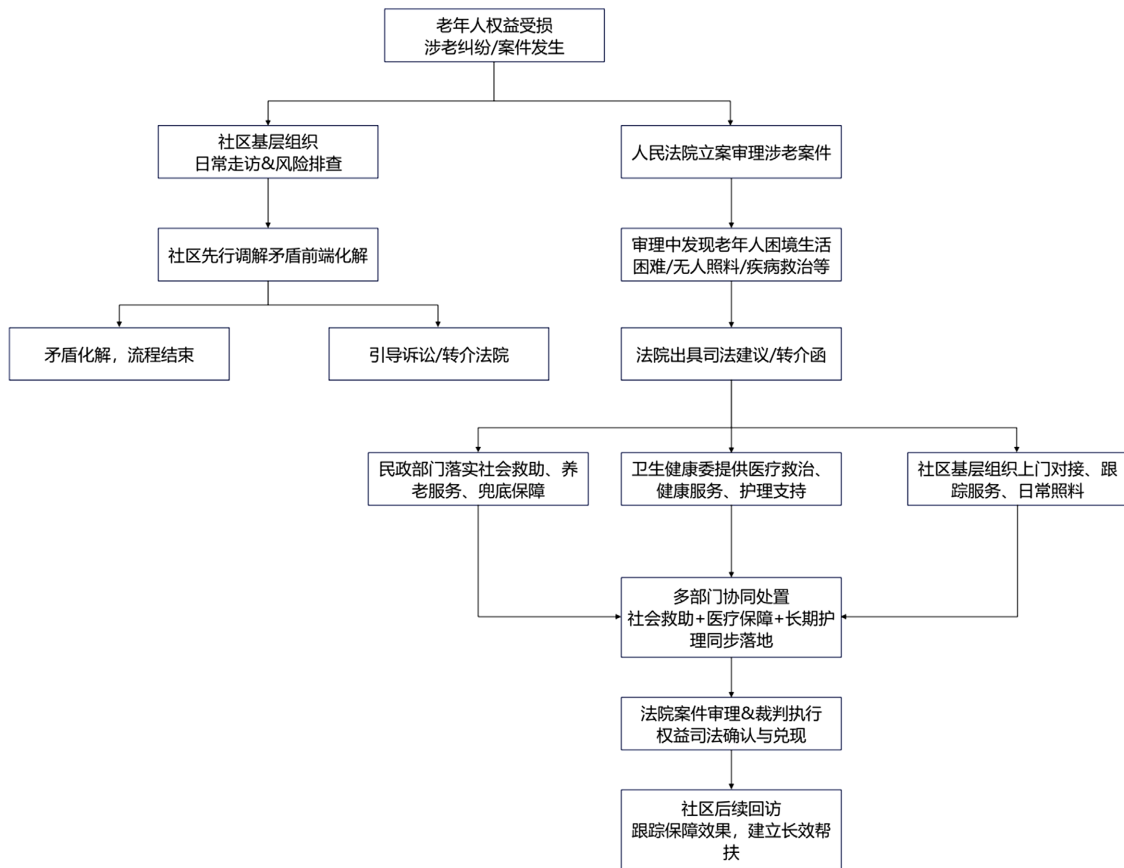 老年人权益受损
涉老纠纷/案件发生
社区基层组织
日常走访&风险排查
人民法院立案审理涉老案件
社区先行调解矛盾前端化解
审理中发现老年人困境生活
困难/无人照料/疾病救治等
矛盾化解，流程结束
引导诉讼/转介法院
法院出具司法建议/转介函
民政部门落实社会救助、养
老服务、兜底保障
卫生健康委提供医疗救治、
健康服务、护理支持
社区基层组织上门对接、跟
踪服务、日常照料
多部门协同处置
社会救助+医疗保障+长期护
理同步落地
法院案件审理&裁判执行
权益司法确认与兑现
社区后续回访
跟踪保障效果，建立长效帮
扶